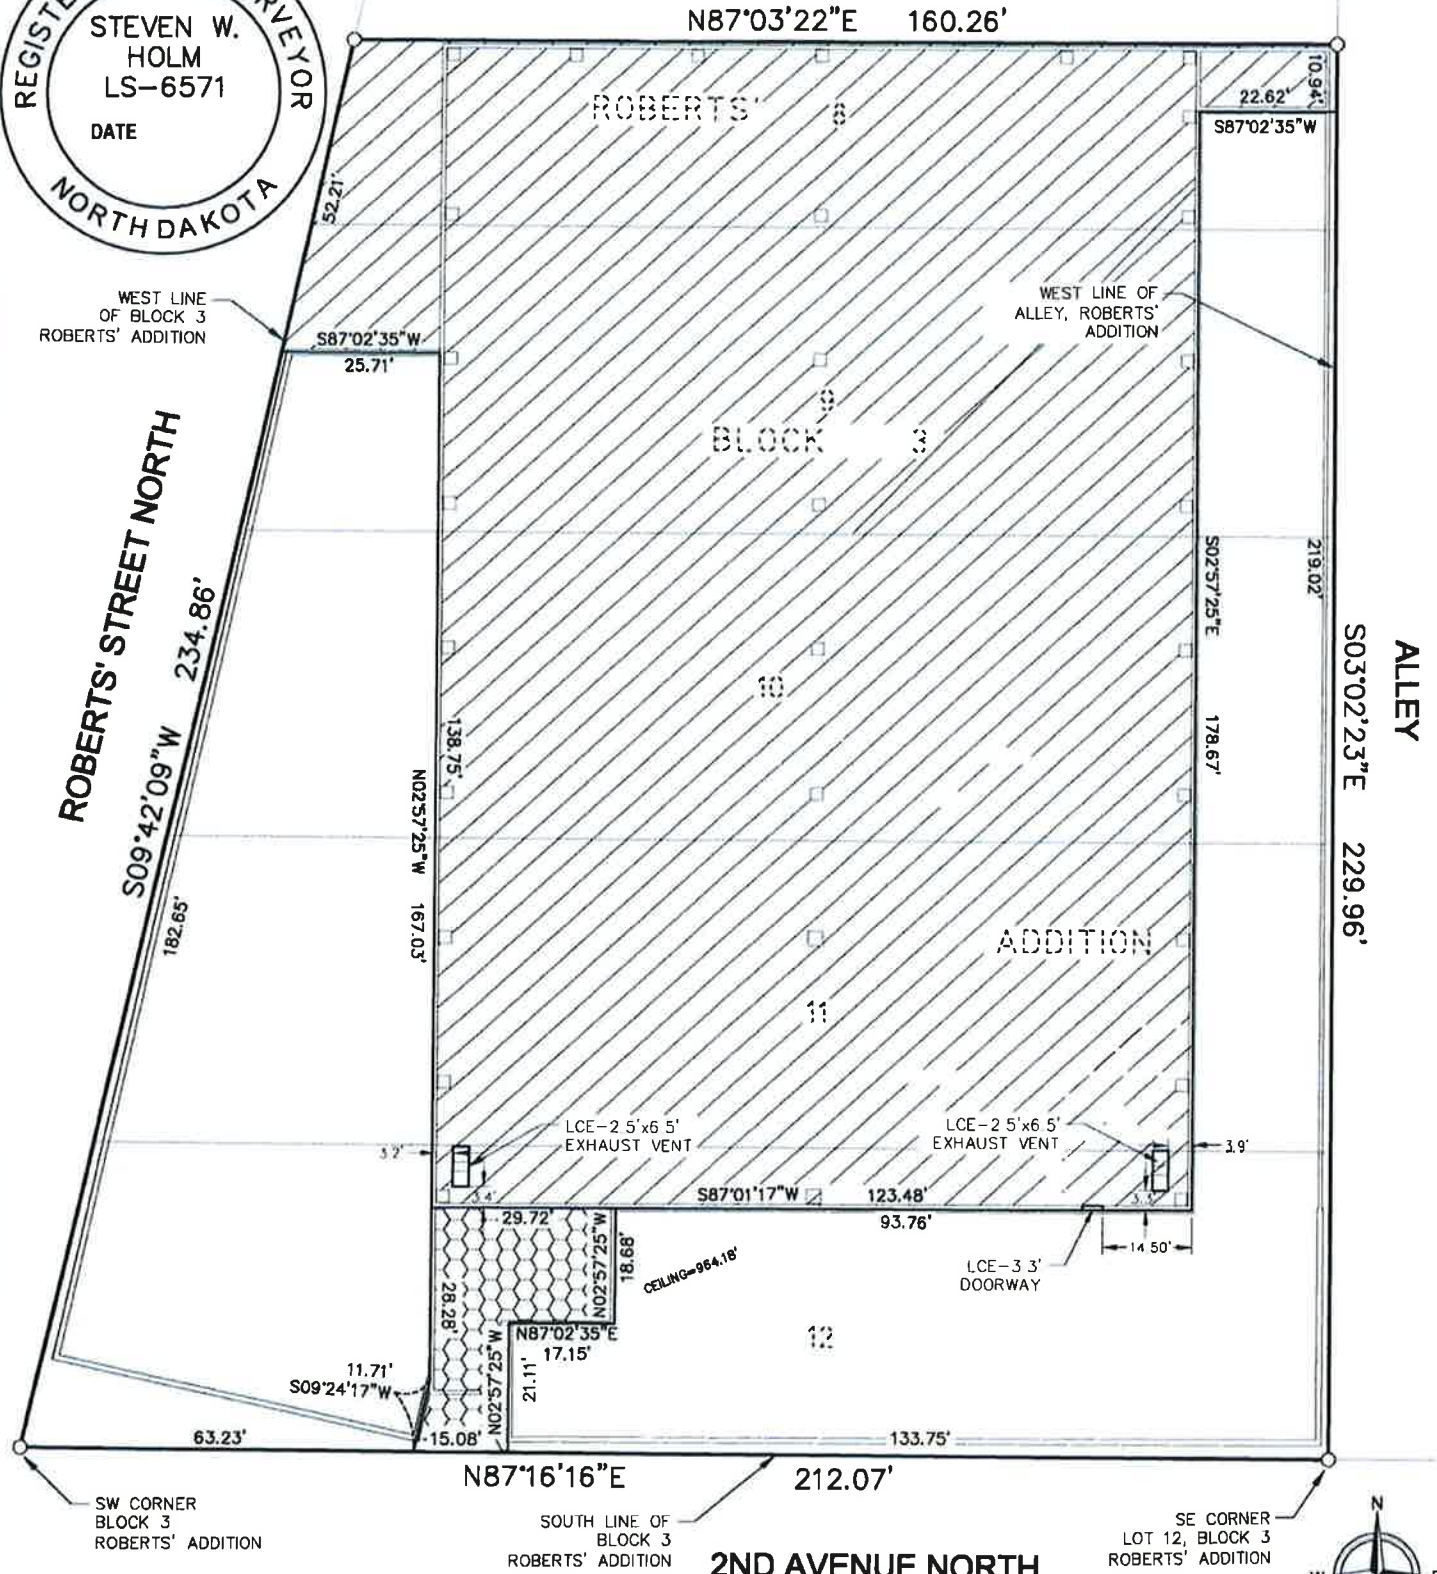 REGISTE
RVEYOR
STEVEN W.
HOLM
LS-6571
DATE
NORTH DAKOTA
N87°03'22"E 160.26'
ROBERTS' 8
10.94'
22.62'
S87°02'35"W
52.21'
WEST LINE
OF BLOCK 3
ROBERTS' ADDITION
S87°02'35"W
25.71'
WEST LINE OF
ALLEY, ROBERTS'
ADDITION
9
BLOCK 3
ROBERTS' STREET NORTH
S09°42'09"W 234.86'
182.65'
S02°57'25"E 178.67'
219.02'
ALLEY
S03°02'23"E 229.96'
10
138.75'
N02°57'25"W 167.03'
ADDITION
11
LCE-2.5'x6.5'
EXHAUST VENT
LCE-2.5'x6.5'
EXHAUST VENT
3.2'
3.9'
3.4'
3.3'
S87°01'17"W 123.48'
29.72'
93.76'
14.50'
LCE-3.3'
DOORWAY
N02°57'25"W
18.68'
CEILING=964.18'
28.28'
N87°02'35"E
17.15'
12
N02°57'25"W
21.11'
11.71'
S09°24'17"W
63.23'
15.08'
133.75'
N87°16'16"E 212.07'
SW CORNER
BLOCK 3
ROBERTS' ADDITION
SOUTH LINE OF
BLOCK 3
ROBERTS' ADDITION
2ND AVENUE NORTH
SE CORNER
LOT 12, BLOCK 3
ROBERTS' ADDITION
N